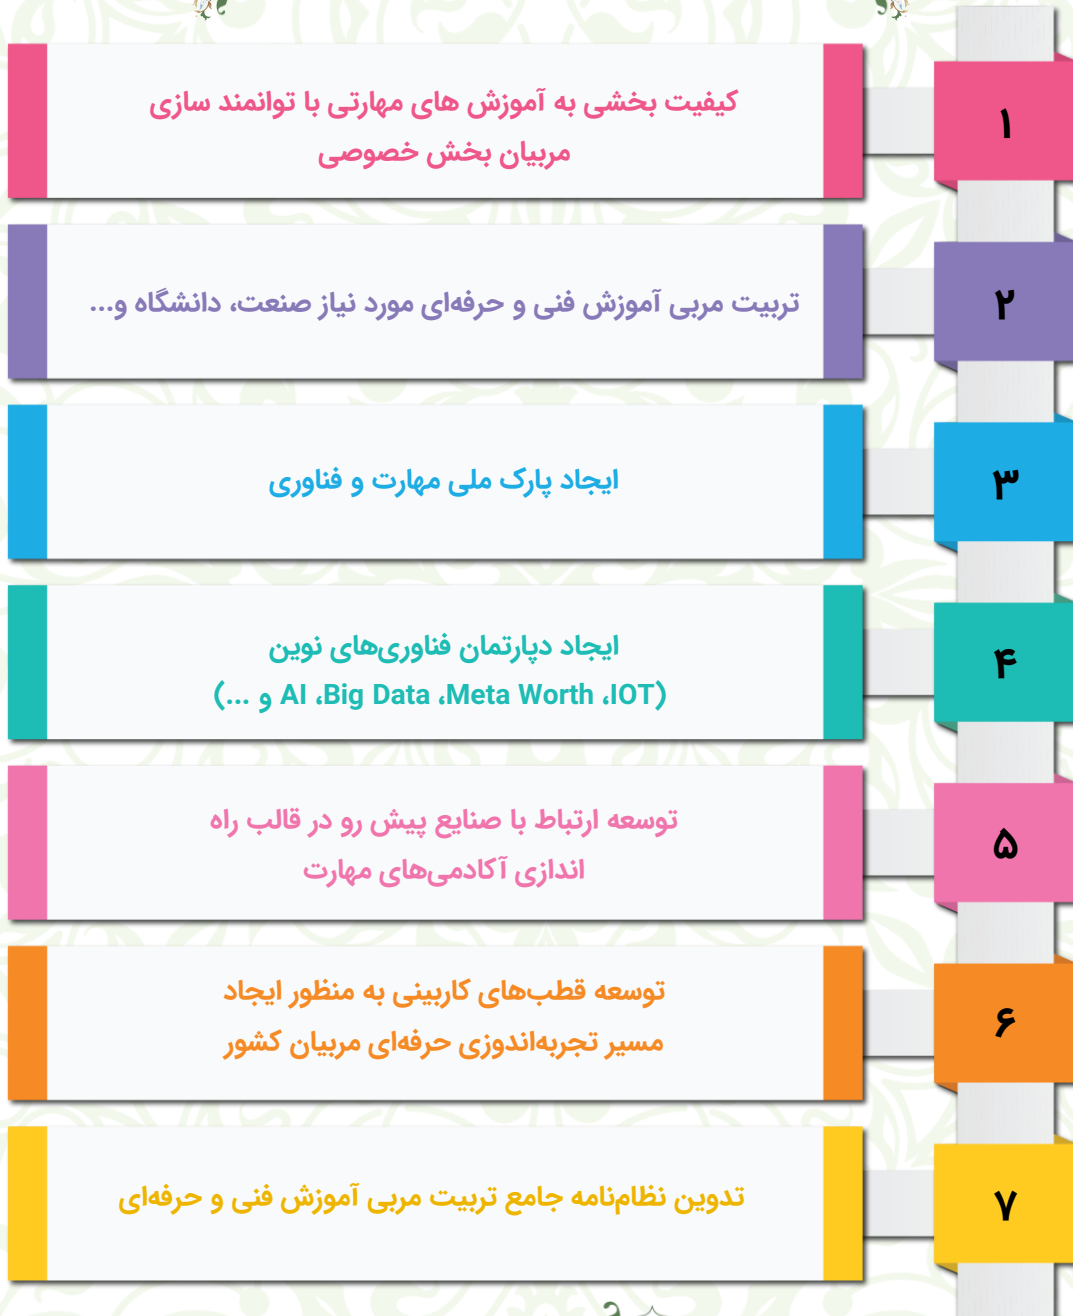 ۱
کیفیت بخشی به آموزش های مهارتی با توانمند سازی
مربیان بخش خصوصی
۲
تربیت مربی آموزش فنی و حرفه‌ای مورد نیاز صنعت، دانشگاه و...
۳
ایجاد پارک ملی مهارت و فناوری
۴
ایجاد دپارتمان فناوری‌های نوین
(IOT، Meta Worth، Big Data، AI و ...)
۵
توسعه ارتباط با صنایع پیش رو در قالب راه
اندازی آکادمی‌های مهارت
۶
توسعه قطب‌های کاربینی به منظور ایجاد
مسیر تجربه‌اندوزی حرفه‌ای مربیان کشور
۷
تدوین نظام‌نامه جامع تربیت مربی آموزش فنی و حرفه‌ای